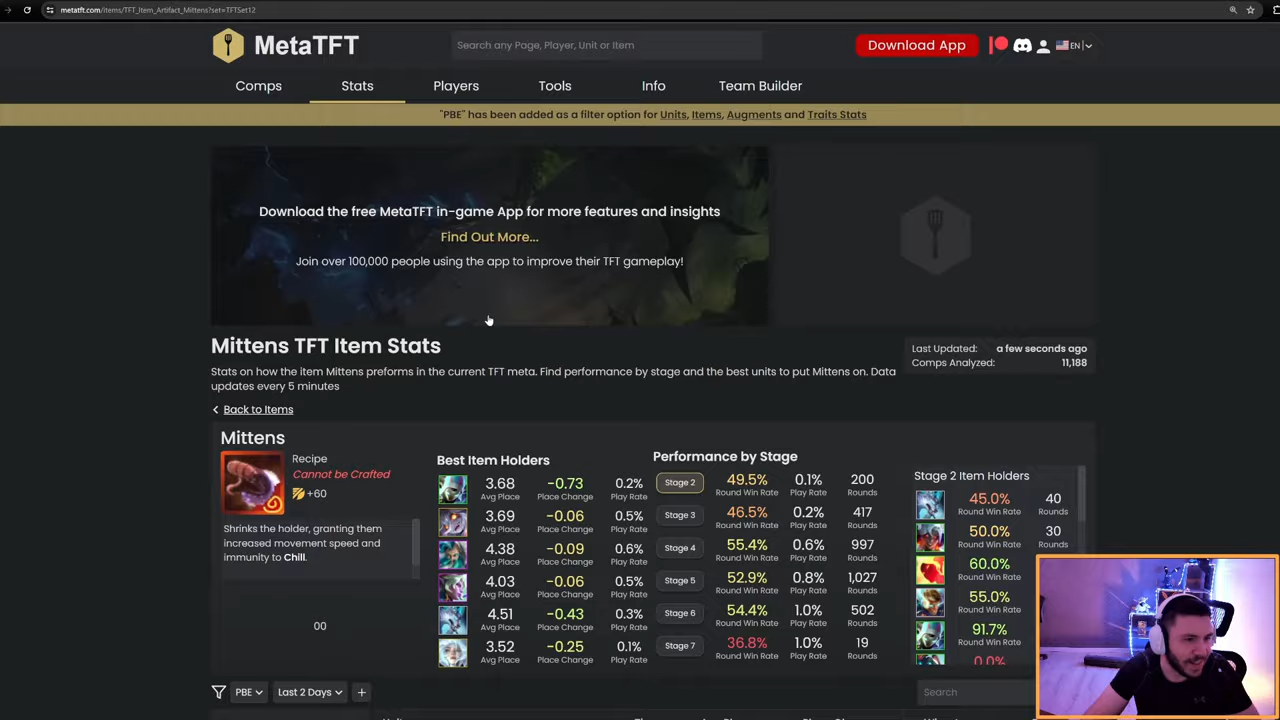 metatft.com/items/TFT_Item_Artifact_Mittens?set=TFTSet12
MetaTFT
Search any Page, Player, Unit or Item
Download App
EN
Comps
Stats
Players
Tools
Info
Team Builder
"PBE" has been added as a filter option for Units, Items, Augments and Traits Stats
Download the free MetaTFT in-game App for more features and insights
Find Out More...
Join over 100,000 people using the app to improve their TFT gameplay!
Mittens TFT Item Stats
Stats on how the item Mittens preforms in the current TFT meta. Find performance by stage and the best units to put Mittens on. Data
updates every 5 minutes
Last Updated: a few seconds ago
Comps Analyzed: 11,188
Back to Items
Mittens
Recipe
Cannot be Crafted
+60
Shrinks the holder, granting them
increased movement speed and
immunity to Chill.
00
Best Item Holders
3.68 -0.73 0.2%
Avg Place Place Change Play Rate
3.69 -0.06 0.5%
Avg Place Place Change Play Rate
4.38 -0.09 0.6%
Avg Place Place Change Play Rate
4.03 -0.06 0.5%
Avg Place Place Change Play Rate
4.51 -0.43 0.3%
Avg Place Place Change Play Rate
3.52 -0.25 0.1%
Avg Place Place Change Play Rate
Performance by Stage
Stage 2 49.5% 0.1% 200
Round Win Rate Play Rate Rounds
Stage 3 46.5% 0.2% 417
Round Win Rate Play Rate Rounds
Stage 4 55.4% 0.6% 997
Round Win Rate Play Rate Rounds
Stage 5 52.9% 0.8% 1,027
Round Win Rate Play Rate Rounds
Stage 6 54.4% 1.0% 502
Round Win Rate Play Rate Rounds
Stage 7 36.8% 1.0% 19
Round Win Rate Play Rate Rounds
Stage 2 Item Holders
45.0% 40
Round Win Rate Rounds
50.0% 30
Round Win Rate Rounds
60.0%
Round Win Rate
55.0%
Round Win Rate
91.7%
Round Win Rate
0.0%
PBE
Last 2 Days
+
Search